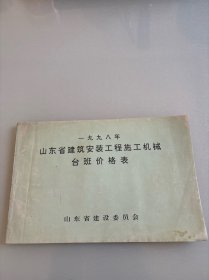 一九九八年
山东省建筑安装工程施工机械
台班价格表
山东省建设委员会